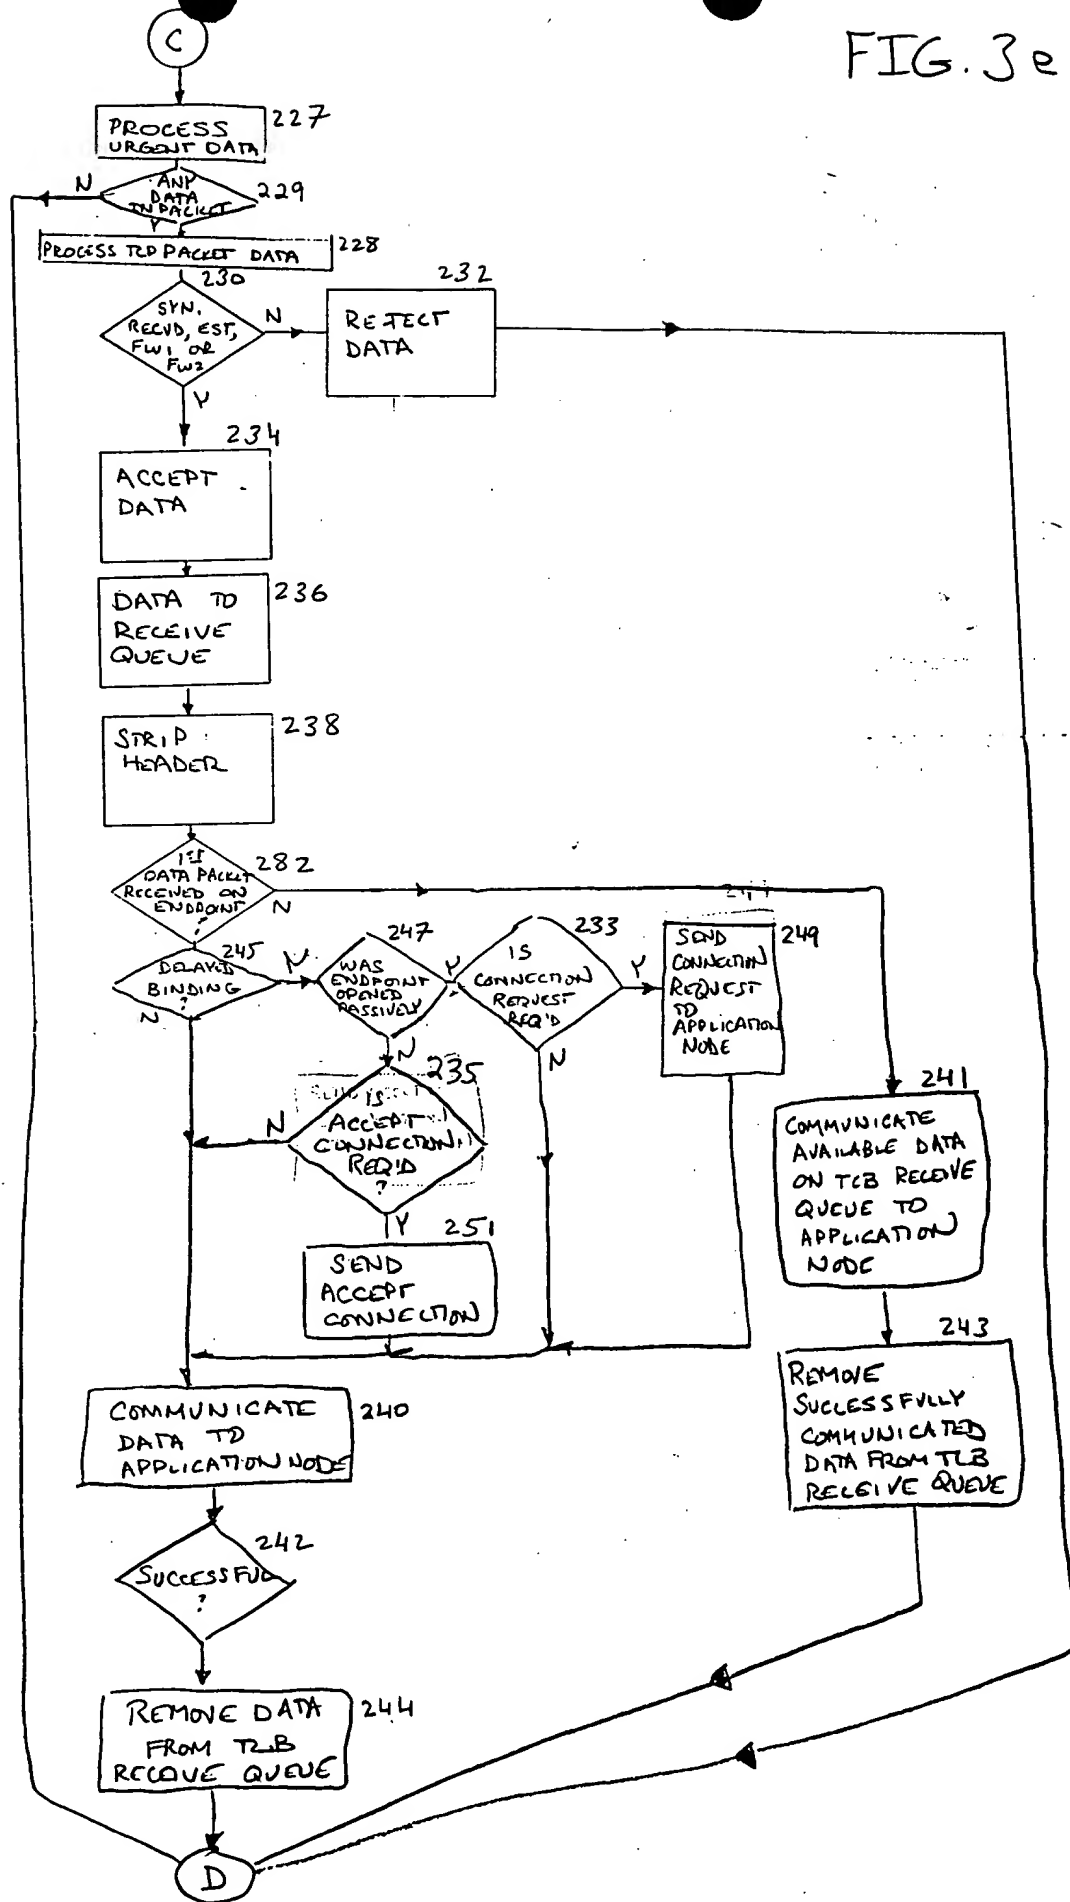 C
FIG. 3e
PROCESS
URGENT DATA
227
ANY
DATA
IN PACKET
229
N
Y
PROCESS TCP PACKET DATA
228
230
SYN.
RECVD, EST,
FW1 OR
FW2
N
Y
232
REJECT
DATA
234
ACCEPT
DATA
DATA TO
RECEIVE
QUEUE
236
STRIP
HEADER
238
1ST
DATA PACKET
RECEIVED ON
ENDPOINT
?
282
N
245
DELAYED
BINDING
?
N
247
WAS
ENDPOINT
OPENED
PASSIVELY
Y
N
233
IS
CONNECTION
REQUEST
REQ'D
Y
N
SEND
CONNECTION
REQUEST
TO
APPLICATION
NODE
249
235
IS
ACCEPT
CONNECTION
REQ'D
?
N
Y
251
SEND
ACCEPT
CONNECTION
241
COMMUNICATE
AVAILABLE DATA
ON TCB RECEIVE
QUEUE TO
APPLICATION
NODE
243
REMOVE
SUCCESSFULLY
COMMUNICATED
DATA FROM TCB
RECEIVE QUEUE
COMMUNICATE
DATA TO
APPLICATION NODE
240
242
SUCCESSFUL
?
REMOVE DATA
FROM TCB
RECEIVE QUEUE
244
D